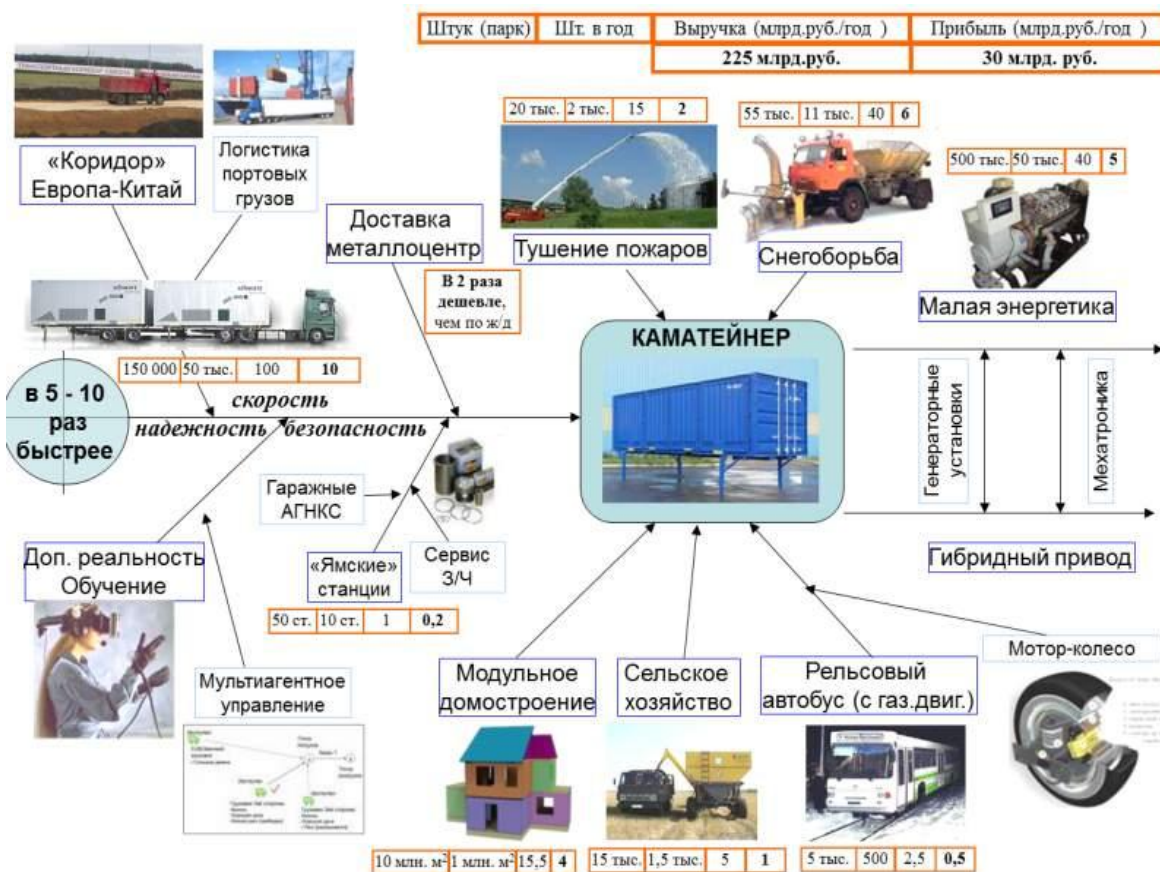 Штук (парк) Шт. в год Выручка (млрд.руб./год ) Прибыль (млрд.руб./год )
225 млрд.руб. 30 млрд. руб.
«Коридор»
Европа-Китай
Логистика
портовых
грузов
Доставка
металлоцентр
В 2 раза
дешевле,
чем по ж/д
20 тыс. 2 тыс. 15 2
Тушение пожаров
55 тыс. 11 тыс. 40 6
Снегоборьба
500 тыс. 50 тыс. 40 5
Малая энергетика
150 000 50 тыс. 100 10
в 5 - 10
раз
быстрее
скорость
надежность безопасность
КАМАТЕЙНЕР
Генераторные
установки
Мехатроника
Гибридный привод
Гаражные
АГНКС
«Ямские»
станции
Сервис
З/Ч
50 ст. 10 ст. 1 0,2
Доп. реальность
Обучение
Мультиагентное
управление
Модульное
домостроение
10 млн. м² 1 млн. м² 15,5 4
Сельское
хозяйство
15 тыс. 1,5 тыс. 5 1
Рельсовый
автобус (с газ.двиг.)
5 тыс. 500 2,5 0,5
Мотор-колесо